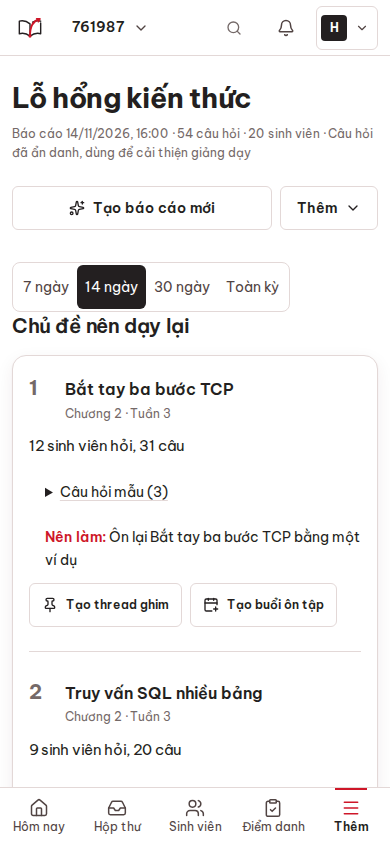 761987
H
Lỗ hổng kiến thức
Báo cáo 14/11/2026, 16:00 · 54 câu hỏi · 20 sinh viên · Câu hỏi
đã ẩn danh, dùng để cải thiện giảng dạy
Tạo báo cáo mới
Thêm
7 ngày 14 ngày 30 ngày Toàn kỳ
Chủ đề nên dạy lại
1 Bắt tay ba bước TCP
Chương 2 · Tuần 3
12 sinh viên hỏi, 31 câu
Câu hỏi mẫu (3)
Nên làm: Ôn lại Bắt tay ba bước TCP bằng một
ví dụ
Tạo thread ghim
Tạo buổi ôn tập
2 Truy vấn SQL nhiều bảng
Chương 2 · Tuần 3
9 sinh viên hỏi, 20 câu
Hôm nay Hộp thư Sinh viên Điểm danh Thêm